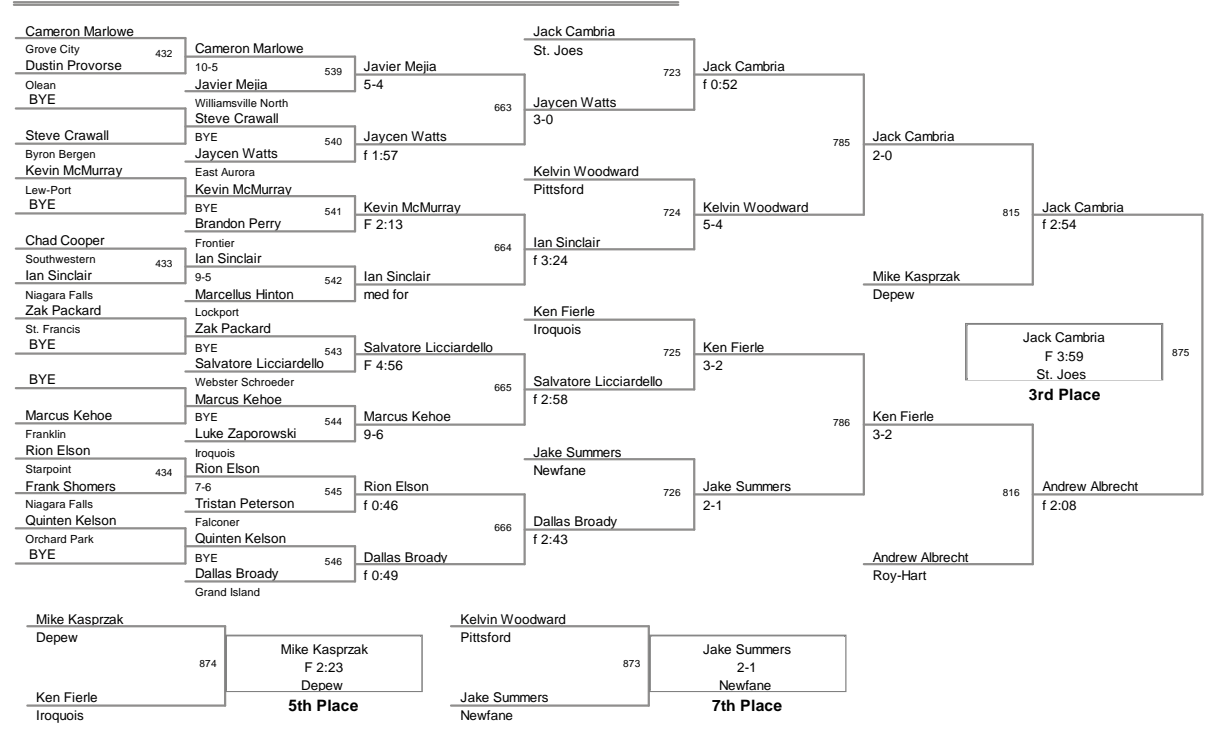 Cameron Marlowe
Grove City
432
Dustin Provorse
Olean
BYE
Steve Crawall
Byron Bergen
Kevin McMurray
Lew-Port
BYE
Chad Cooper
Southwestern
433
Ian Sinclair
Niagara Falls
Zak Packard
St. Francis
BYE
BYE
Marcus Kehoe
Franklin
Rion Elson
Starpoint
434
Frank Shomers
Niagara Falls
Quinten Kelson
Orchard Park
BYE
Cameron Marlowe
10-5
539
Javier Mejia
Williamsville North
Steve Crawall
BYE
540
Jaycen Watts
East Aurora
Kevin McMurray
BYE
541
Brandon Perry
Frontier
Ian Sinclair
9-5
542
Marcellus Hinton
Lockport
Zak Packard
BYE
543
Salvatore Licciardello
Webster Schroeder
Marcus Kehoe
BYE
544
Luke Zaporowski
Iroquois
Rion Elson
7-6
545
Tristan Peterson
Falconer
Quinten Kelson
BYE
546
Dallas Broady
Grand Island
Javier Mejia
5-4
663
Jaycen Watts
f 1:57
Kevin McMurray
F 2:13
664
Ian Sinclair
med for
Salvatore Licciardello
F 4:56
665
Marcus Kehoe
9-6
Rion Elson
f 0:46
666
Dallas Broady
f 0:49
Jack Cambria
St. Joes
723
Jaycen Watts
3-0
Kelvin Woodward
Pittsford
724
Ian Sinclair
f 3:24
Ken Fierle
Iroquois
725
Salvatore Licciardello
f 2:58
Jake Summers
Newfane
726
Dallas Broady
f 2:43
Jack Cambria
f 0:52
785
Kelvin Woodward
5-4
Ken Fierle
3-2
786
Jake Summers
2-1
Jack Cambria
2-0
815
Mike Kasprzak
Depew
Ken Fierle
3-2
816
Andrew Albrecht
Roy-Hart
Jack Cambria
f 2:54
875
Andrew Albrecht
f 2:08
Jack Cambria
F 3:59
St. Joes
3rd Place
Mike Kasprzak
Depew
874
Ken Fierle
Iroquois
Mike Kasprzak
F 2:23
Depew
5th Place
Kelvin Woodward
Pittsford
873
Jake Summers
Newfane
Jake Summers
2-1
Newfane
7th Place